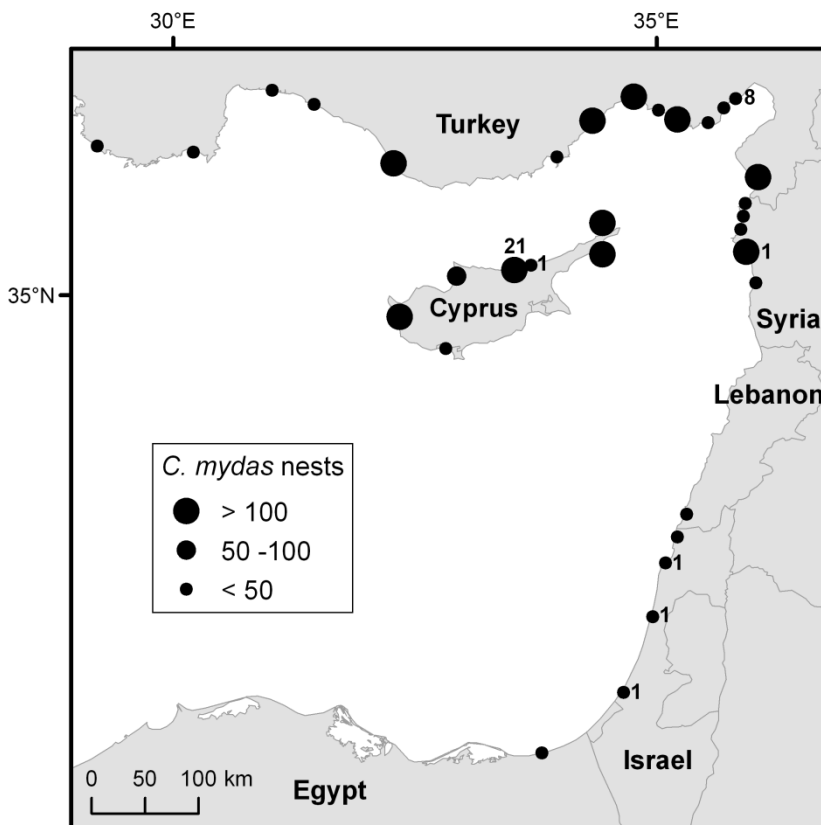 30°E
35°E
Turkey
8
21
1
1
35°N
Cyprus
Syria
Lebanon
C. mydas nests
> 100
50 -100
< 50
1
1
1
Israel
0 50 100 km
Egypt